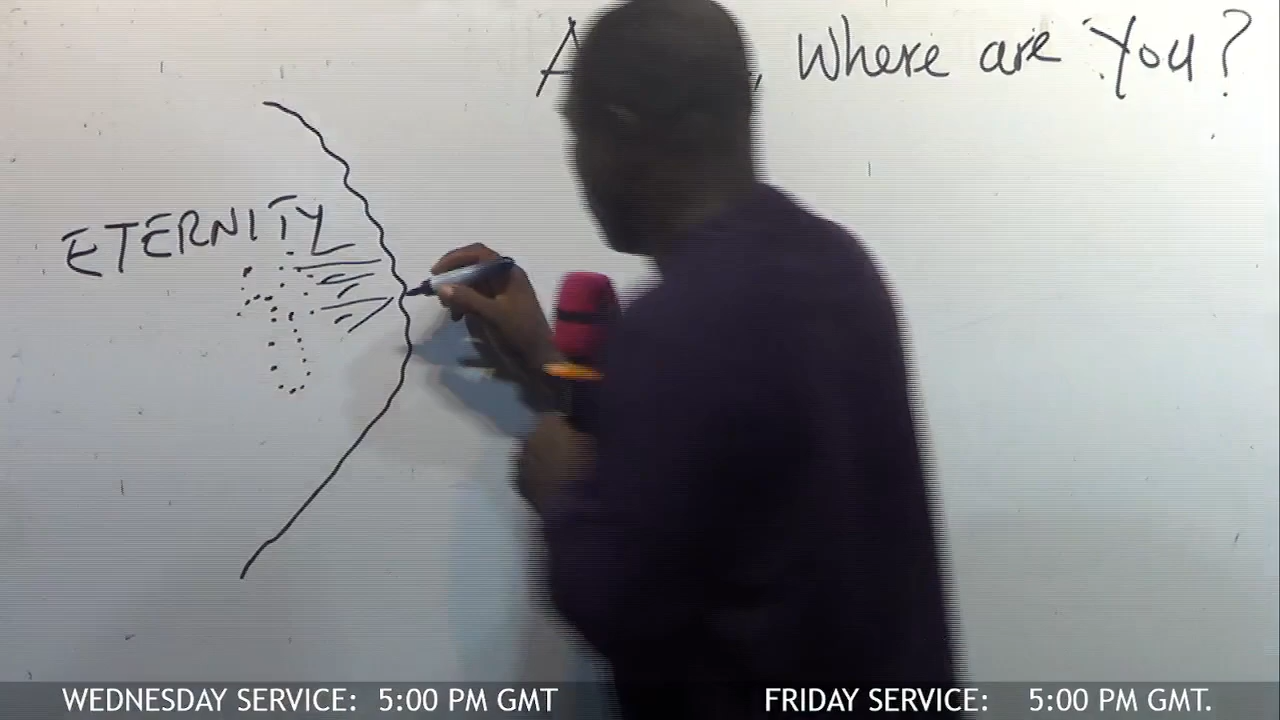 , Where are You?
ETERNITY
WEDNESDAY SERVICE: 5:00 PM GMT
FRIDAY SERVICE: 5:00 PM GMT.